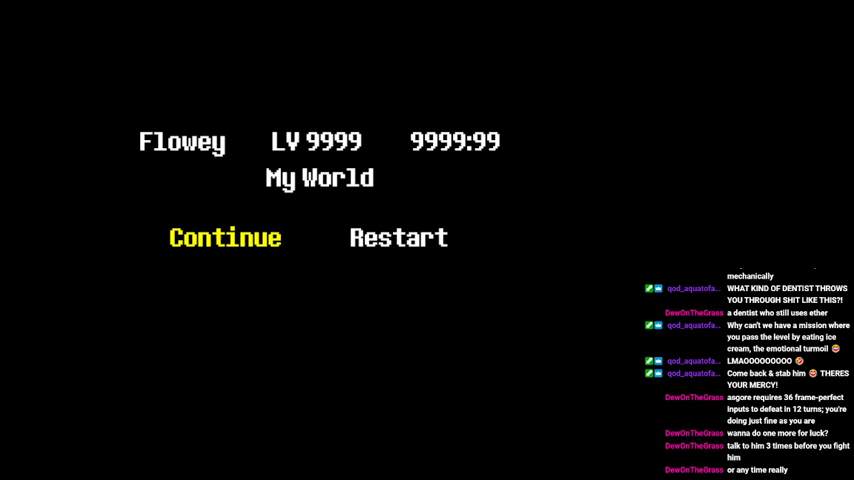 Flowey LV 9999 9999:99
My World
Continue Restart
mechanically
qod_aquatofa... WHAT KIND OF DENTIST THROWS
YOU THROUGH SHIT LIKE THIS?!
DewOnTheGrass a dentist who still uses ether
qod_aquatofa... Why can't we have a mission where
you pass the level by eating ice
cream, the emotional turmoil 😂
qod_aquatofa... LMAOOOOOOOOO 🤣
qod_aquatofa... Come back & stab him 😂 THERES
YOUR MERCY!
DewOnTheGrass asgore requires 36 frame-perfect
inputs to defeat in 12 turns; you're
doing just fine as you are
DewOnTheGrass wanna do one more for luck?
DewOnTheGrass talk to him 3 times before you fight
him
DewOnTheGrass or any time really